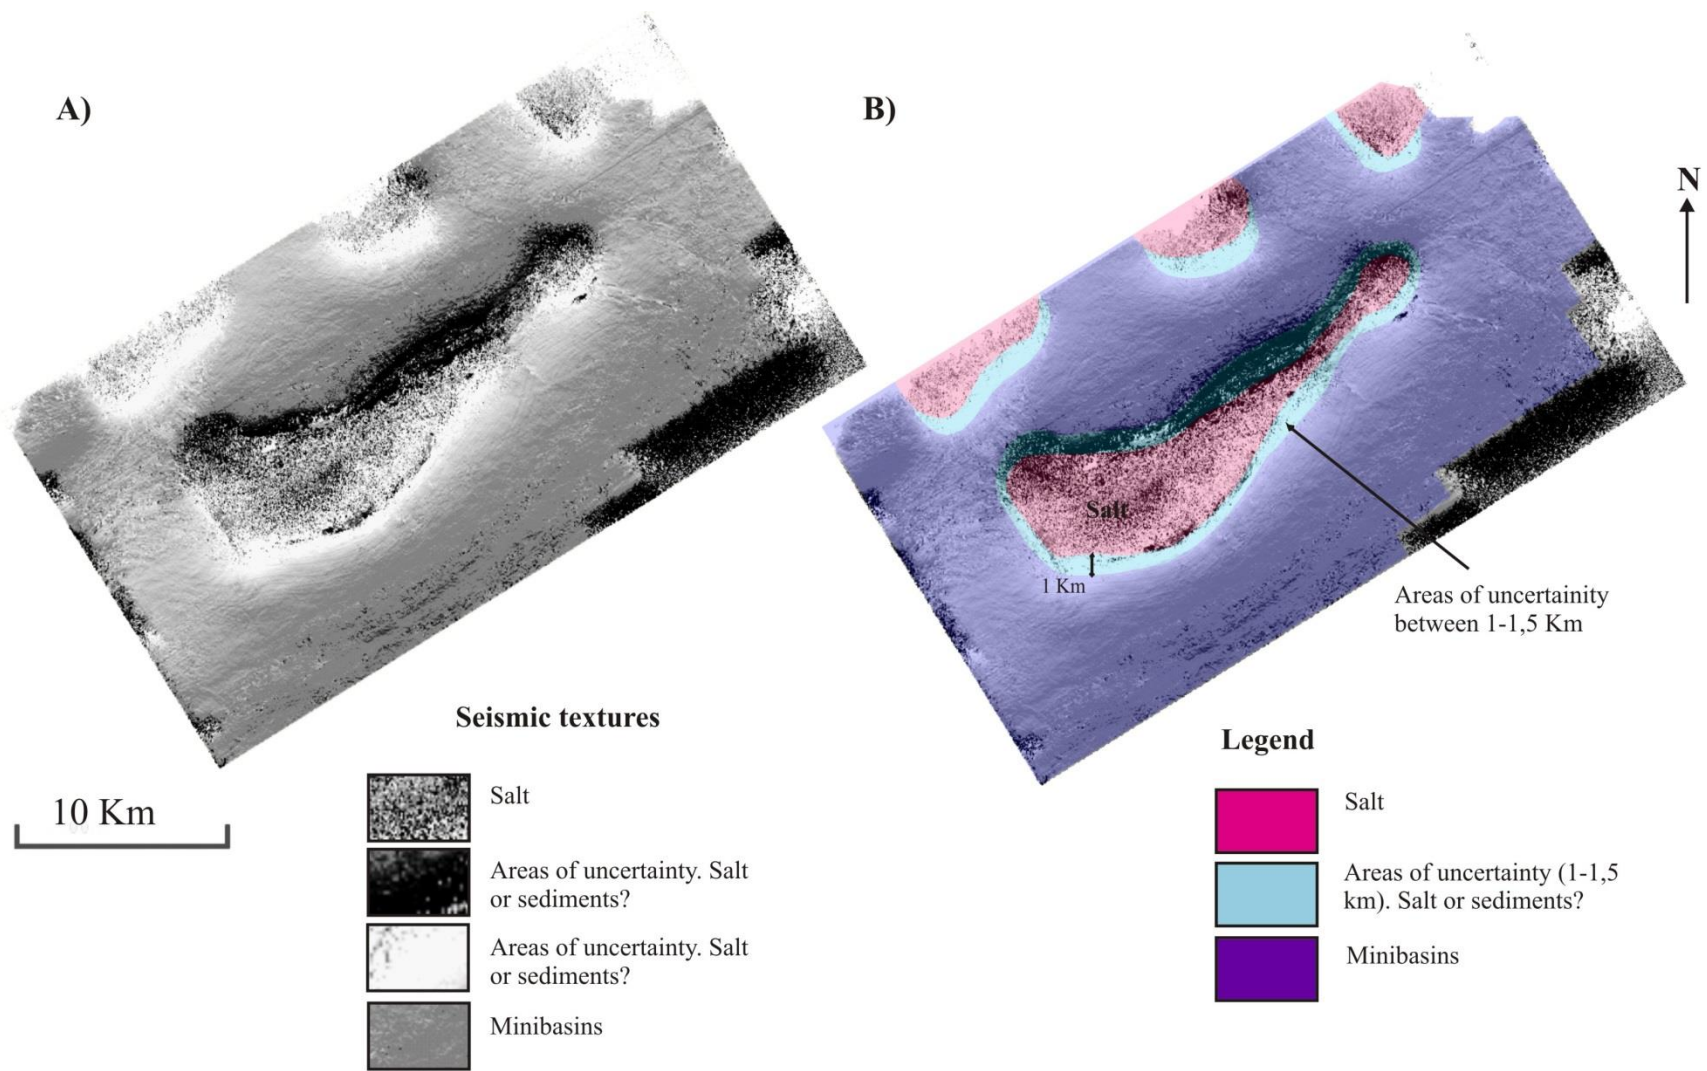 A)
B)
N
Salt
1 Km
Areas of uncertainity
between 1-1,5 Km
Seismic textures
Salt
Areas of uncertainty. Salt
or sediments?
Areas of uncertainty. Salt
or sediments?
Minibasins
10 Km
Legend
Salt
Areas of uncertainty (1-1,5
km). Salt or sediments?
Minibasins